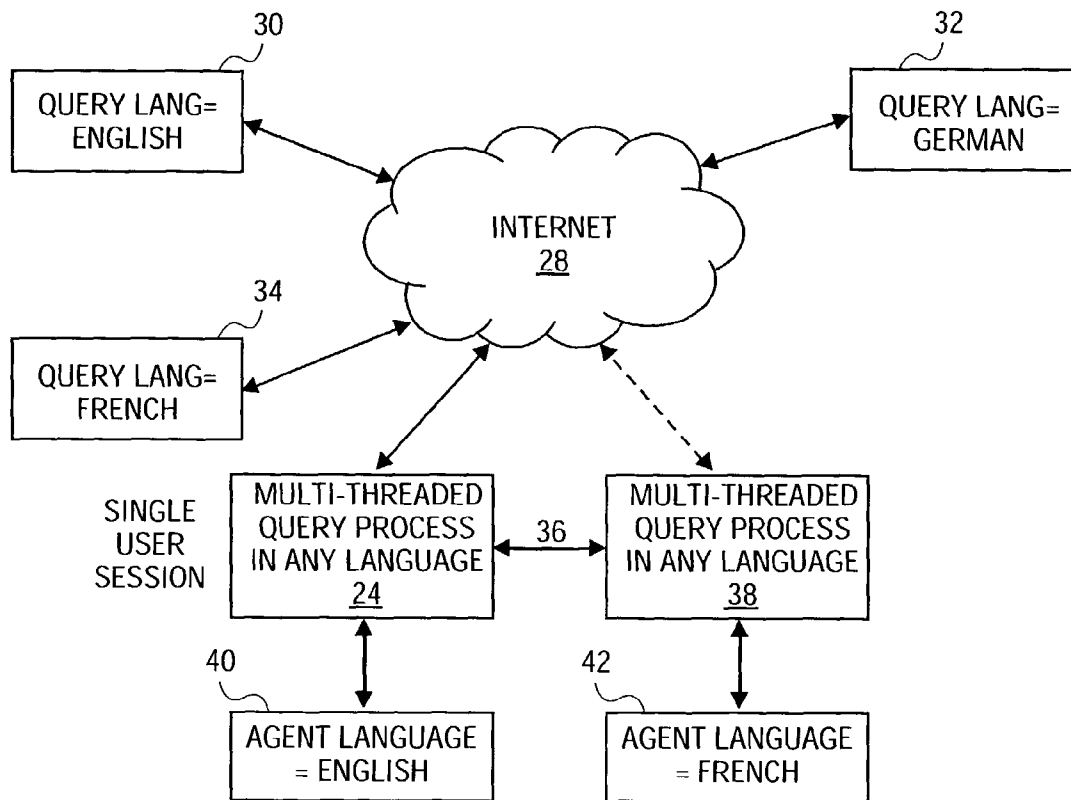 30
QUERY LANG=
ENGLISH
32
QUERY LANG=
GERMAN
INTERNET
28
34
QUERY LANG=
FRENCH
SINGLE
USER
SESSION
MULTI-THREADED
QUERY PROCESS
IN ANY LANGUAGE
24
36
MULTI-THREADED
QUERY PROCESS
IN ANY LANGUAGE
38
40
AGENT LANGUAGE
= ENGLISH
42
AGENT LANGUAGE
= FRENCH